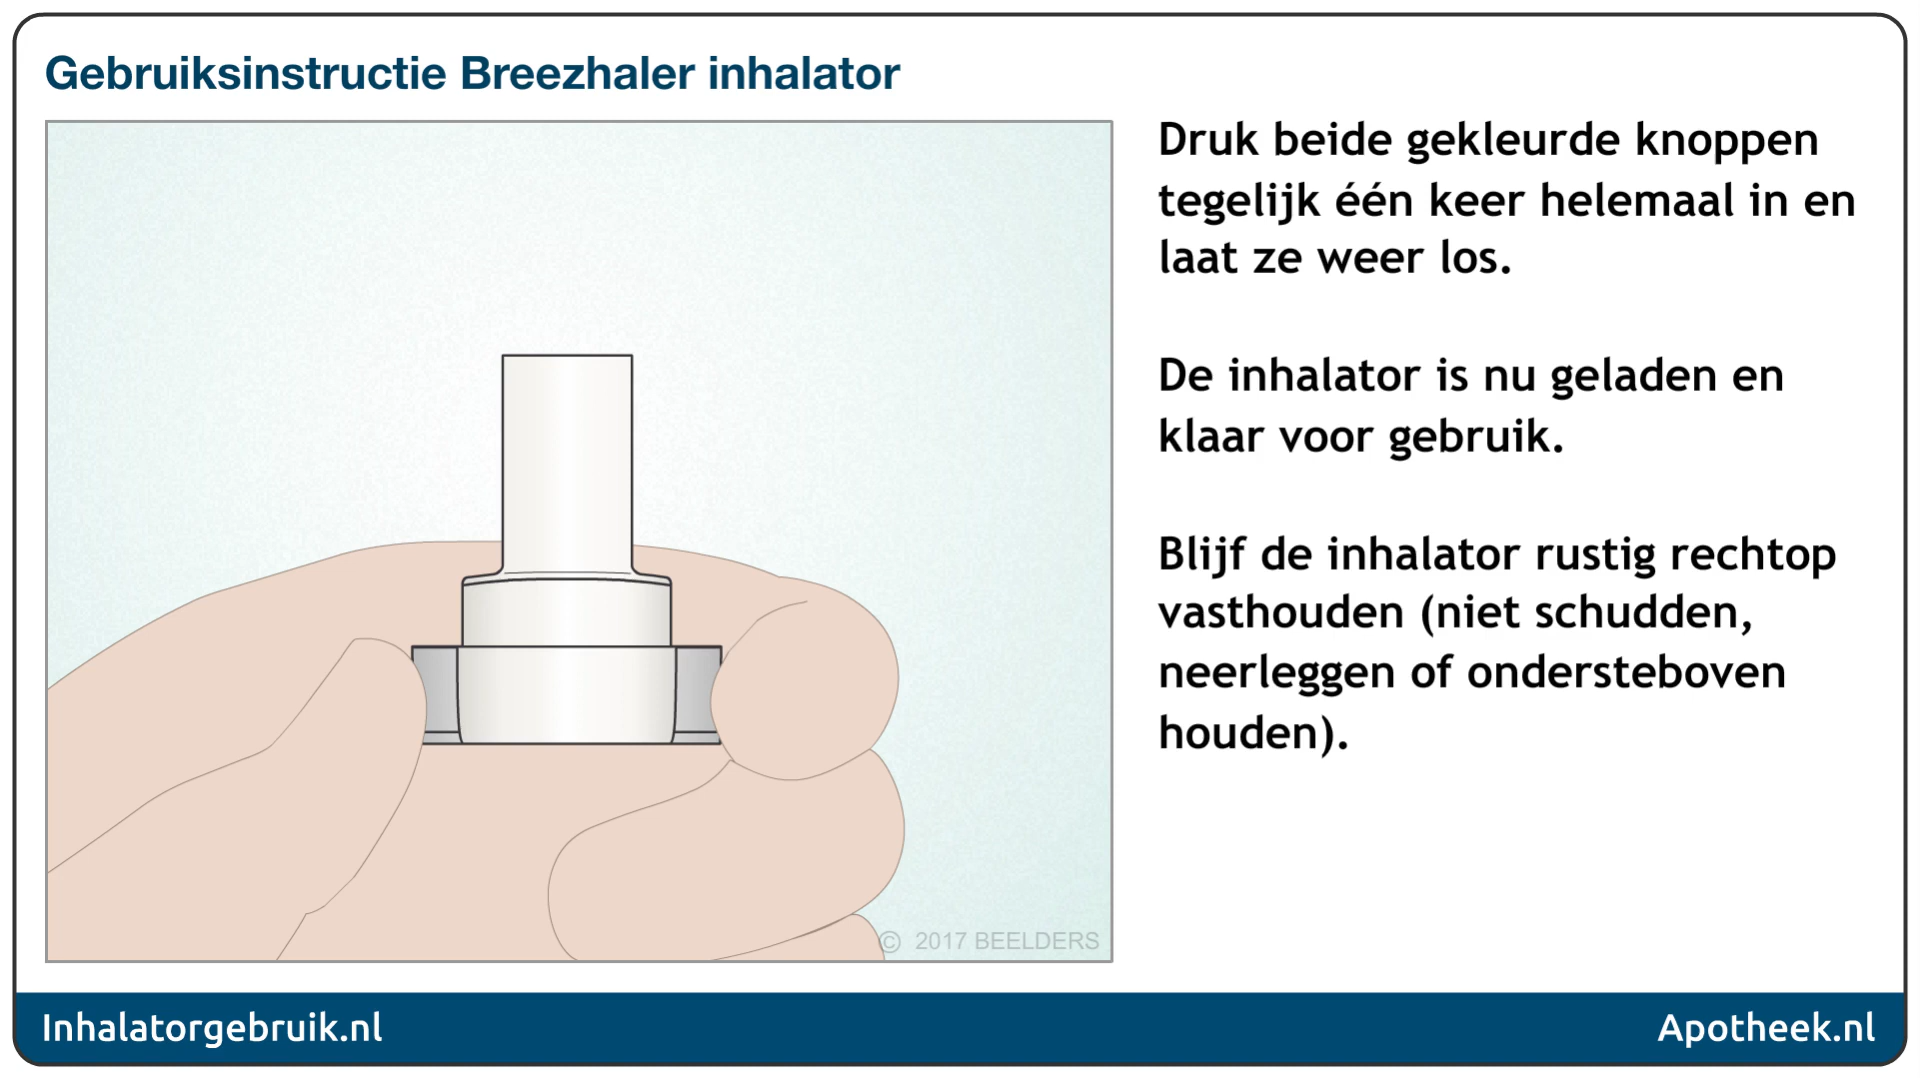 Gebruiksinstructie Breezhaler inhalator
Druk beide gekleurde knoppen
tegelijk één keer helemaal in en
laat ze weer los.
De inhalator is nu geladen en
klaar voor gebruik.
Blijf de inhalator rustig rechtop
vasthouden (niet schudden,
neerleggen of ondersteboven
houden).
© 2017 BEELDERS
Inhalatorgebruik.nl
Apotheek.nl